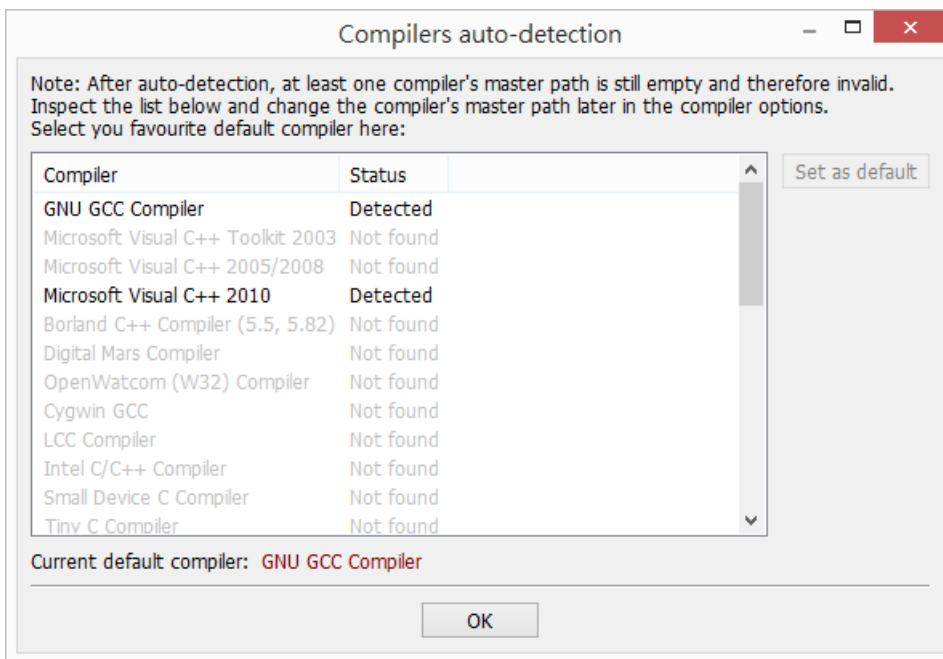 Compilers auto-detection
Note: After auto-detection, at least one compiler's master path is still empty and therefore invalid.
Inspect the list below and change the compiler's master path later in the compiler options.
Select you favourite default compiler here:
Compiler Status
Set as default
GNU GCC Compiler Detected
Microsoft Visual C++ Toolkit 2003 Not found
Microsoft Visual C++ 2005/2008 Not found
Microsoft Visual C++ 2010 Detected
Borland C++ Compiler (5.5, 5.82) Not found
Digital Mars Compiler Not found
OpenWatcom (W32) Compiler Not found
Cygwin GCC Not found
LCC Compiler Not found
Intel C/C++ Compiler Not found
Small Device C Compiler Not found
Tiny C Compiler Not found
Current default compiler: GNU GCC Compiler
OK